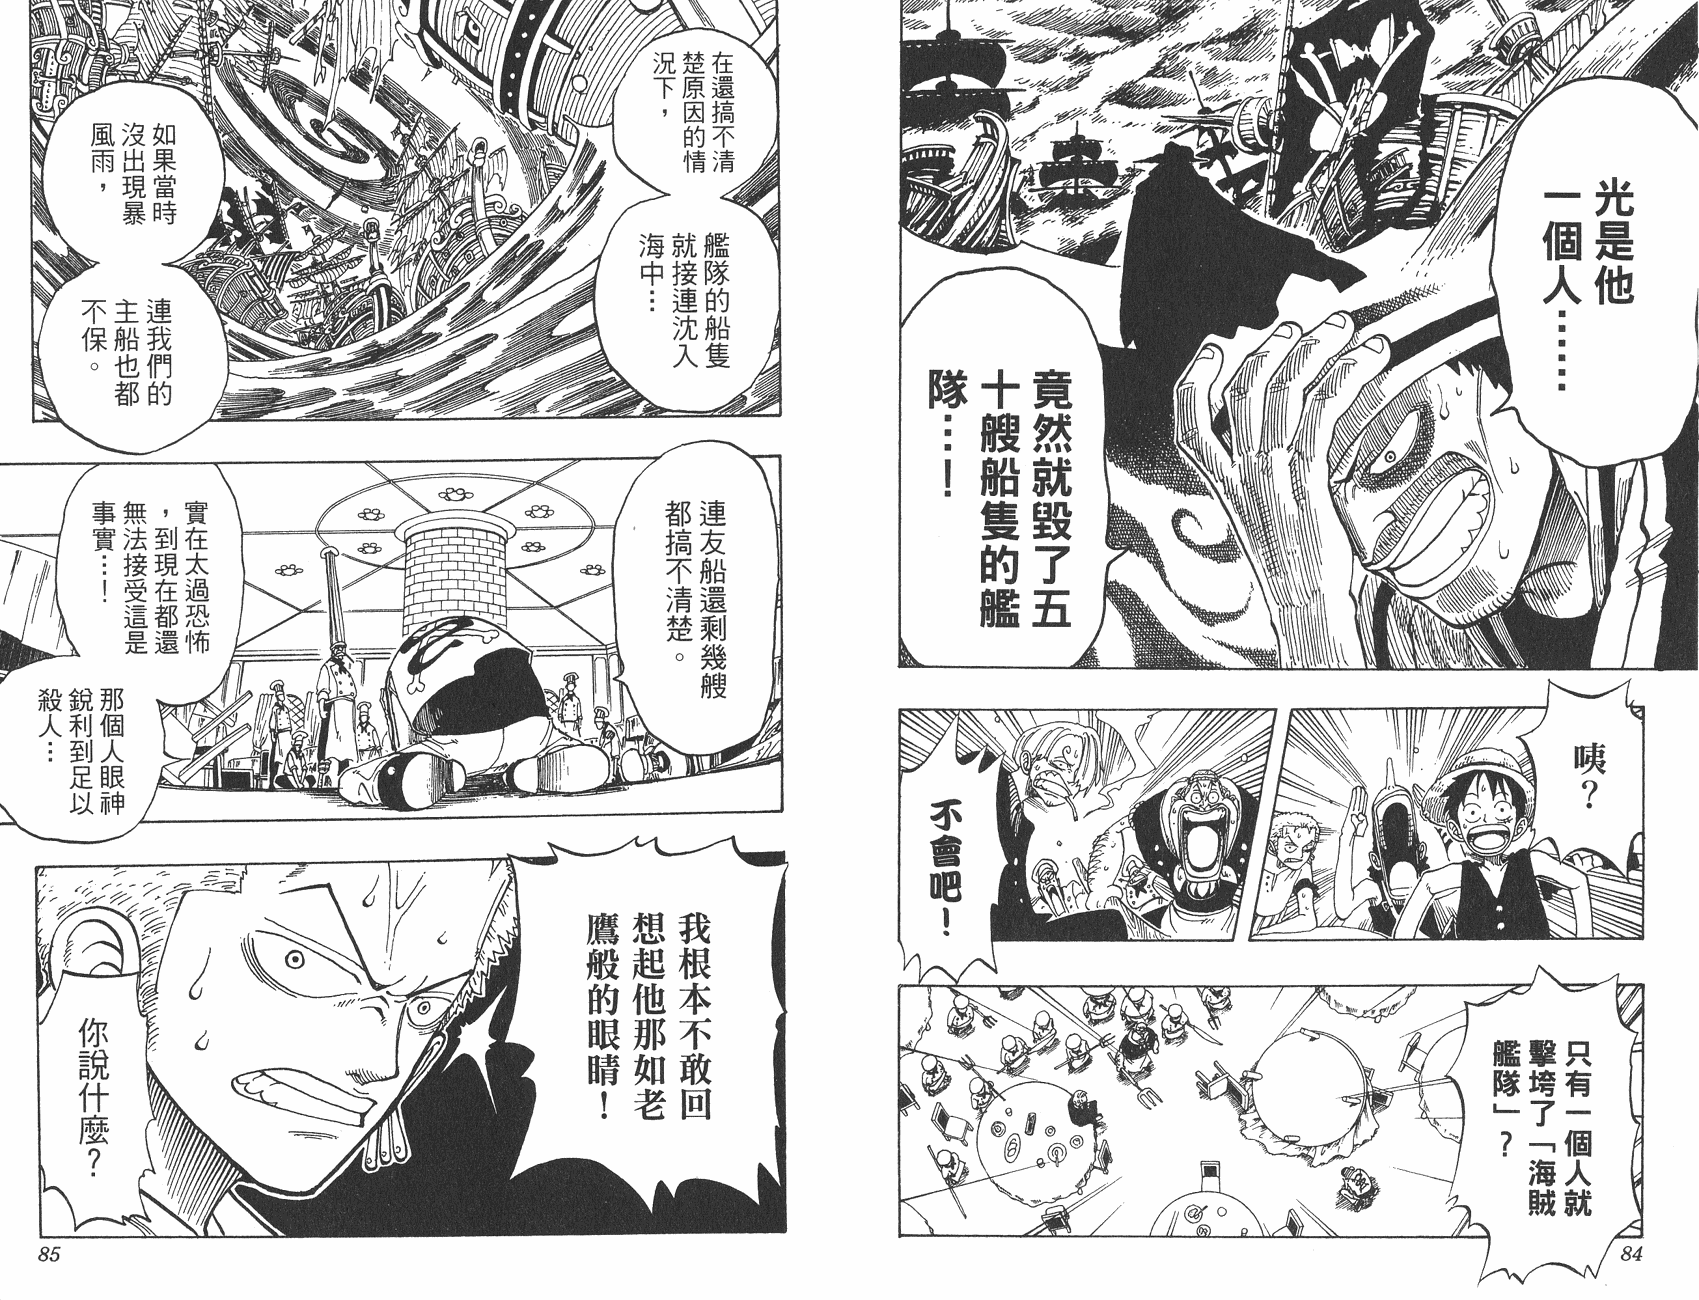 光是他
一個人……
竟然就毀了五
十艘船隻的艦
隊…！
咦？
不會吧！
只有一個人就
擊垮了「海賊
艦隊」？
84
在還搞不清
楚原因的情
況下，
艦隊的船隻
就接連沈入
海中…
如果當時
沒出現暴
風雨，
連我們的
主船也都
不保。
連友船還剩幾艘
都搞不清楚。
實在太過恐怖
，到現在都還
無法接受這是
事實…！
那個人眼神
銳利到足以
殺人…
我根本不敢回
想起他那如老
鷹般的眼睛！
你說什麼？
85